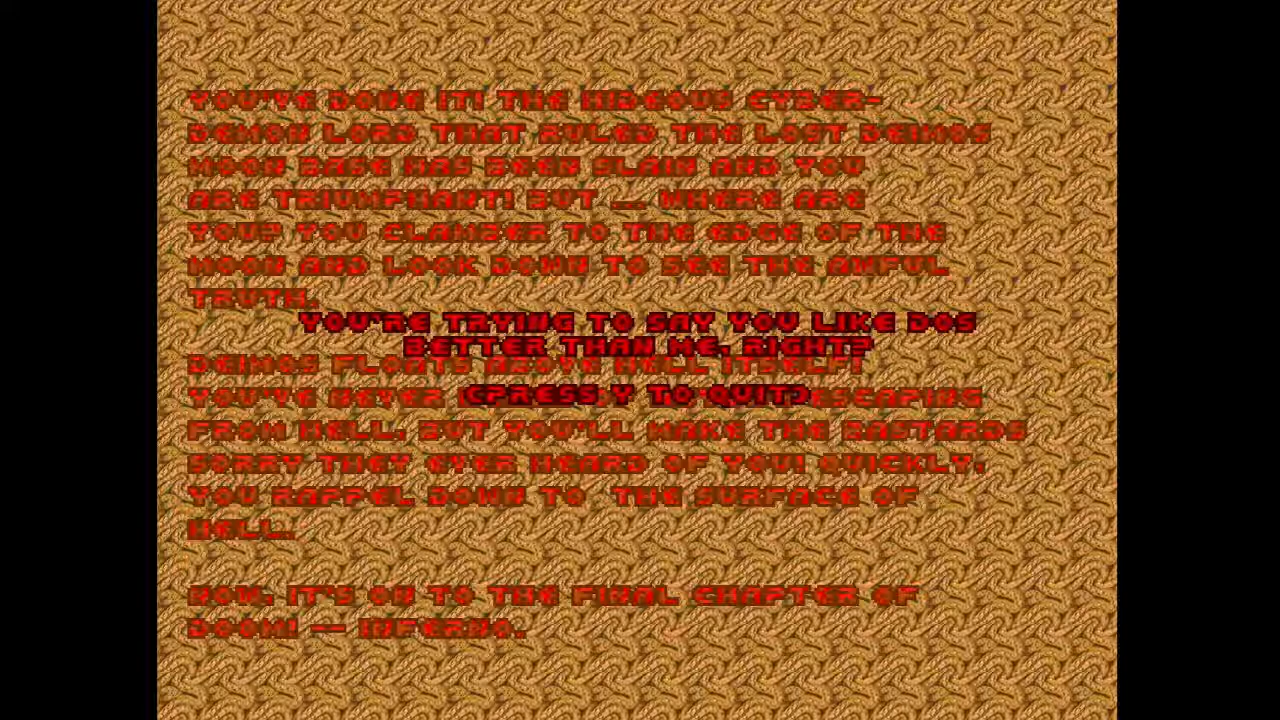 YOU'VE DONE IT! THE HIDEOUS CYBER-
DEMON LORD THAT RULED THE LOST DEIMOS
MOON BASE HAS BEEN SLAIN AND YOU
ARE TRIUMPHANT! BUT ... WHERE ARE
YOU? YOU CLAMBER TO THE EDGE OF THE
MOON AND LOOK DOWN TO SEE THE AWFUL
TRUTH.
YOU'RE TRYING TO SAY YOU LIKE DOS
BETTER THAN ME, RIGHT?
DEIMOS FLOATS ABOVE HELL ITSELF!
(PRESS Y TO QUIT)
YOU'VE NEVER ESCAPING
FROM HELL, BUT YOU'LL MAKE THE BASTARDS
SORRY THEY EVER HEARD OF YOU! QUICKLY,
YOU RAPPEL DOWN TO THE SURFACE OF
HELL.
NOW, IT'S ON TO THE FINAL CHAPTER OF
DOOM! -- INFERNO.